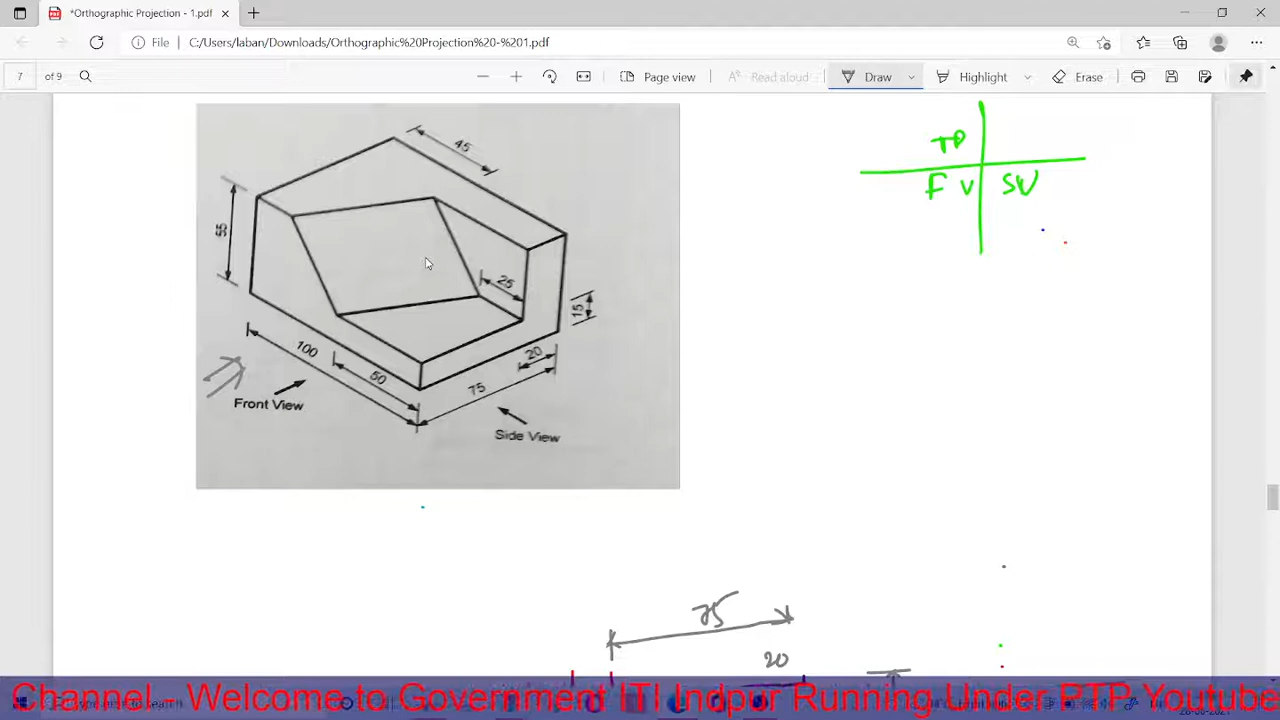 *Orthographic Projection - 1.pdf
File
C:/Users/laban/Downloads/Orthographic%20Projection%20-%201.pdf
7 of 9
Page view
Read aloud
Draw
Highlight
Erase
45
55
25
15
100
50
20
75
Front View
Side View
TP
F V
SV
75
20
Channel - Welcome to Government ITI Indpur Running Under PTP Youtube